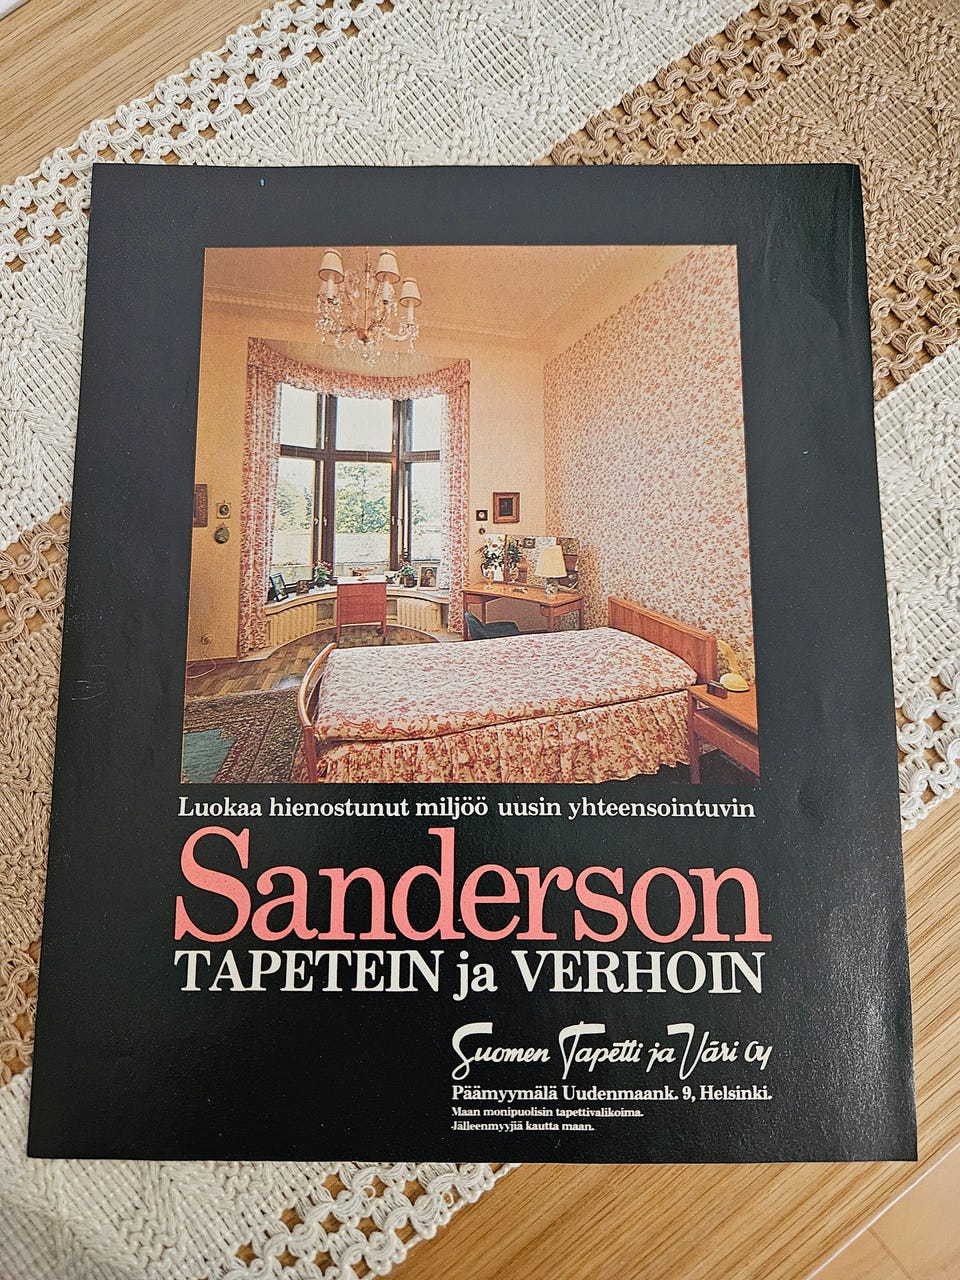 Luokaa hienostunut miljöö uusin yhteensointuvin
Sanderson
TAPETEIN ja VERHOIN
Suomen Tapetti ja Väri Oy
Päämyymälä Uudenmaank. 9, Helsinki.
Maan monipuolisin tapettivalikoima.
Jälleenmyyjiä kautta maan.